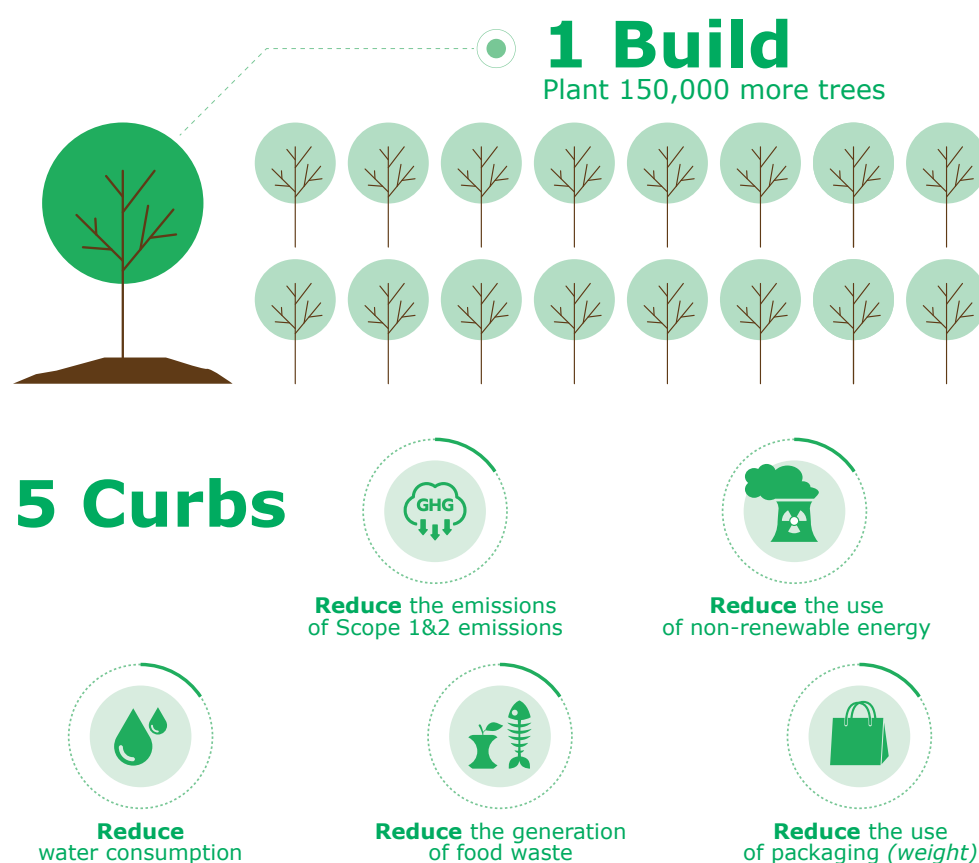 1 Build
Plant 150,000 more trees
5 Curbs
GHG
Reduce the emissions
of Scope 1&2 emissions
Reduce the use
of non-renewable energy
Reduce
water consumption
Reduce the generation
of food waste
Reduce the use
of packaging (weight)